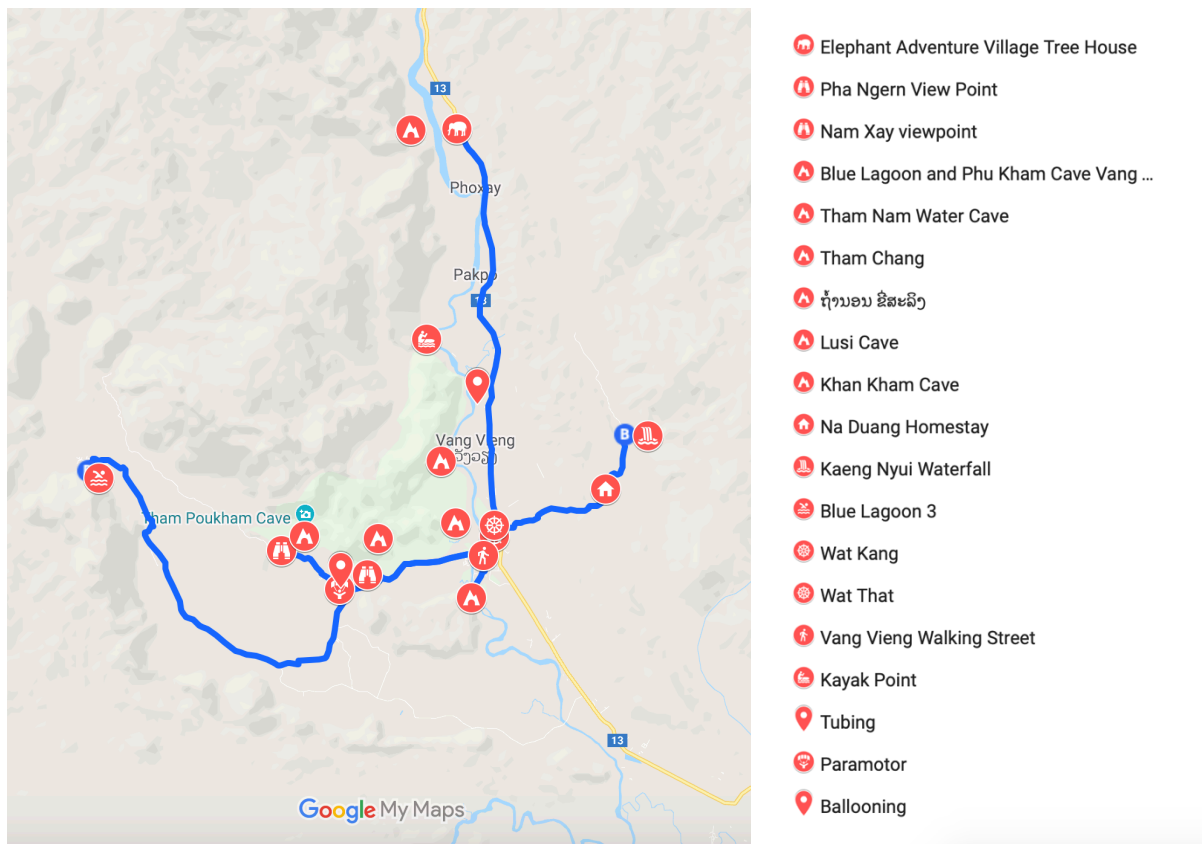 13
Phoxay
Pakpo
13
Vang Vieng
ວັງວຽງ
Tham Poukham Cave
13
Google My Maps
B
Elephant Adventure Village Tree House
Pha Ngern View Point
Nam Xay viewpoint
Blue Lagoon and Phu Kham Cave Vang ...
Tham Nam Water Cave
Tham Chang
ຖ້ຳນອນ ຂີ່ສະລິງ
Lusi Cave
Khan Kham Cave
Na Duang Homestay
Kaeng Nyui Waterfall
Blue Lagoon 3
Wat Kang
Wat That
Vang Vieng Walking Street
Kayak Point
Tubing
Paramotor
Ballooning